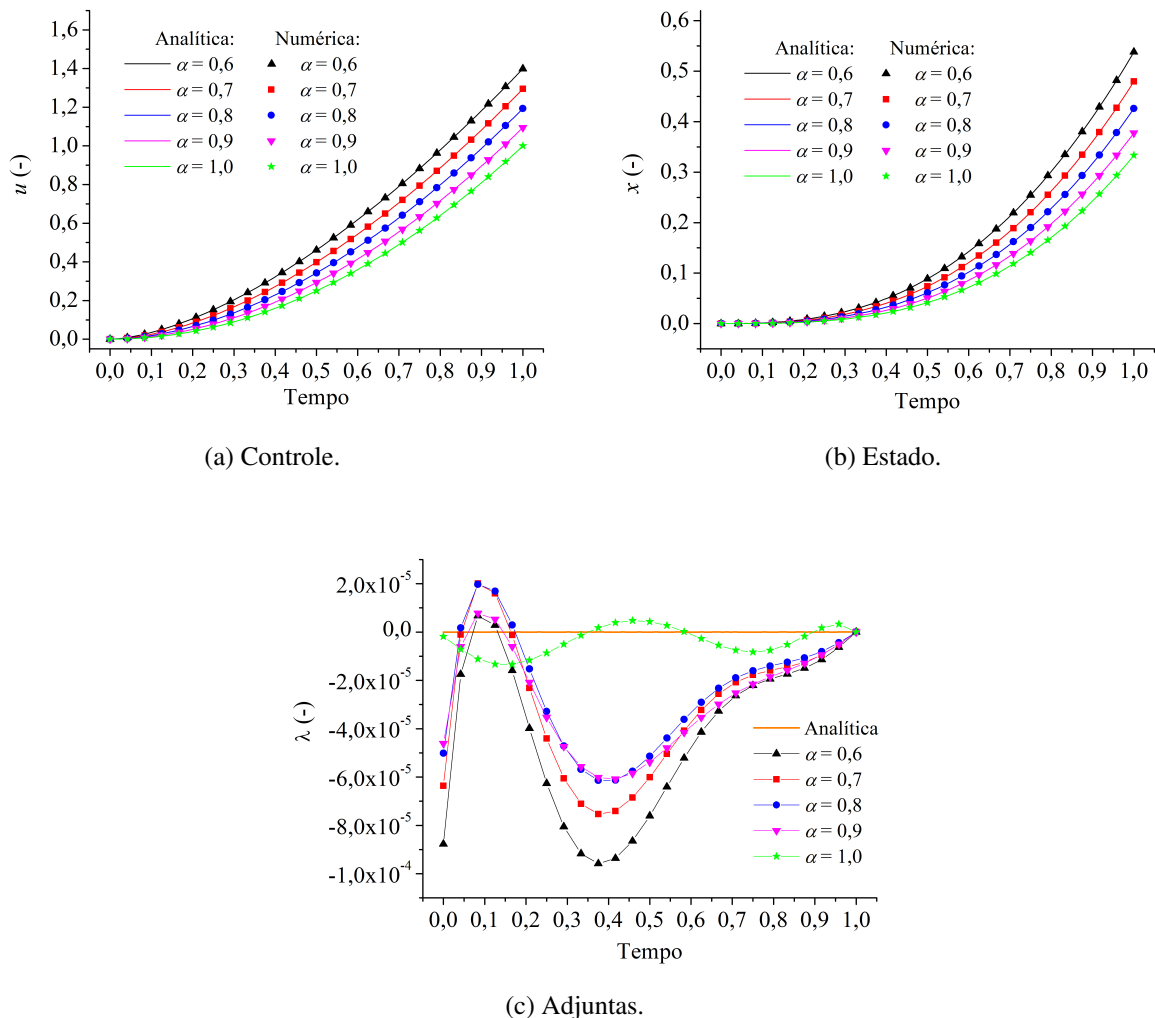 1,6
1,4
1,2
1,0
0,8
0,6
0,4
0,2
0,0
u (-)
Analítica: Numérica:
α = 0,6 α = 0,6
α = 0,7 α = 0,7
α = 0,8 α = 0,8
α = 0,9 α = 0,9
α = 1,0 α = 1,0
0,0 0,1 0,2 0,3 0,4 0,5 0,6 0,7 0,8 0,9 1,0
Tempo
(a) Controle.
0,6
0,5
0,4
0,3
0,2
0,1
0,0
x (-)
Analítica: Numérica:
α = 0,6 α = 0,6
α = 0,7 α = 0,7
α = 0,8 α = 0,8
α = 0,9 α = 0,9
α = 1,0 α = 1,0
0,0 0,1 0,2 0,3 0,4 0,5 0,6 0,7 0,8 0,9 1,0
Tempo
(b) Estado.
2,0x10⁻⁵
0,0
-2,0x10⁻⁵
-4,0x10⁻⁵
-6,0x10⁻⁵
-8,0x10⁻⁵
-1,0x10⁻⁴
λ (-)
Analítica
α = 0,6
α = 0,7
α = 0,8
α = 0,9
α = 1,0
0,0 0,1 0,2 0,3 0,4 0,5 0,6 0,7 0,8 0,9 1,0
Tempo
(c) Adjuntas.